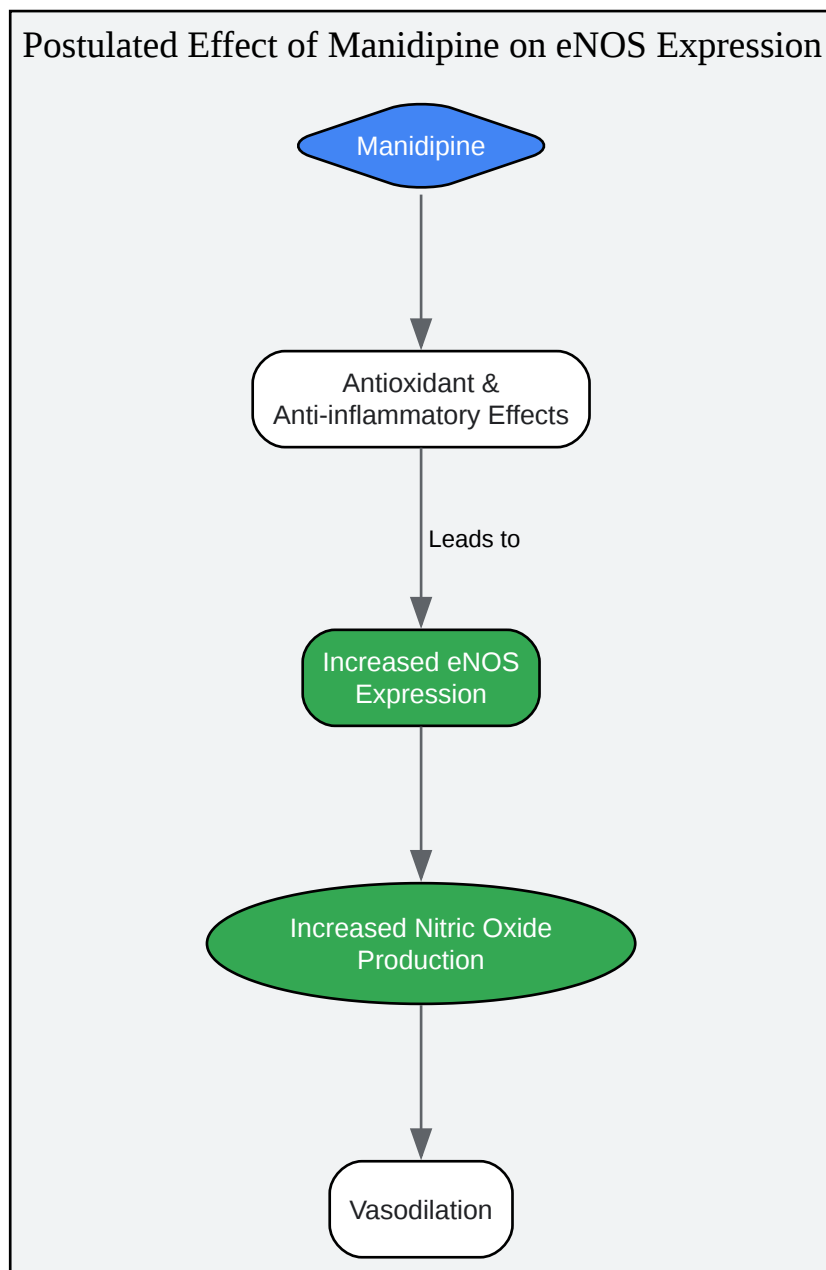 Postulated Effect of Manidipine on eNOS Expression
Manidipine
Antioxidant &
Anti-inflammatory Effects
Leads to
Increased eNOS
Expression
Increased Nitric Oxide
Production
Vasodilation